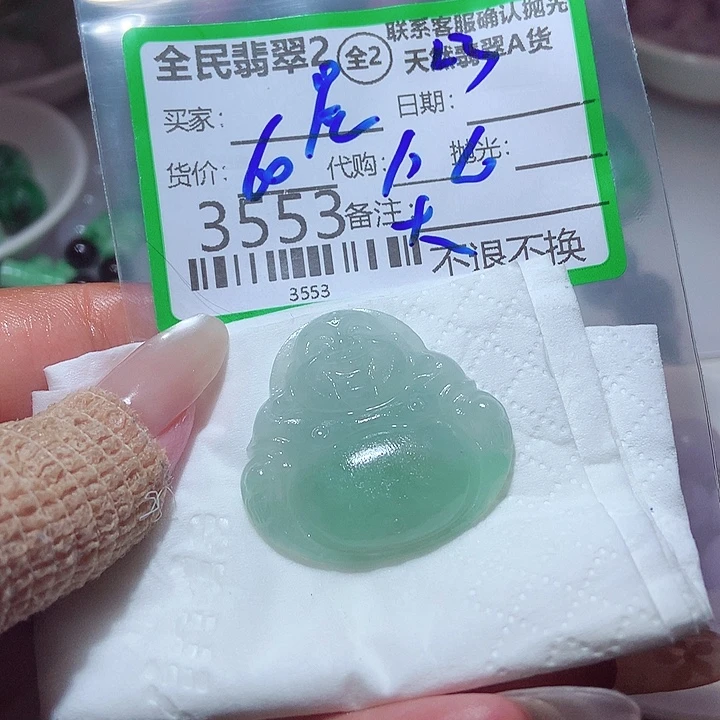 联系客服确认抛光
全民翡翠2 全2 天然翡翠A货
买家: 日期:
货价: 60 代购: 抛光:
3553 备注:
不退不换
3553